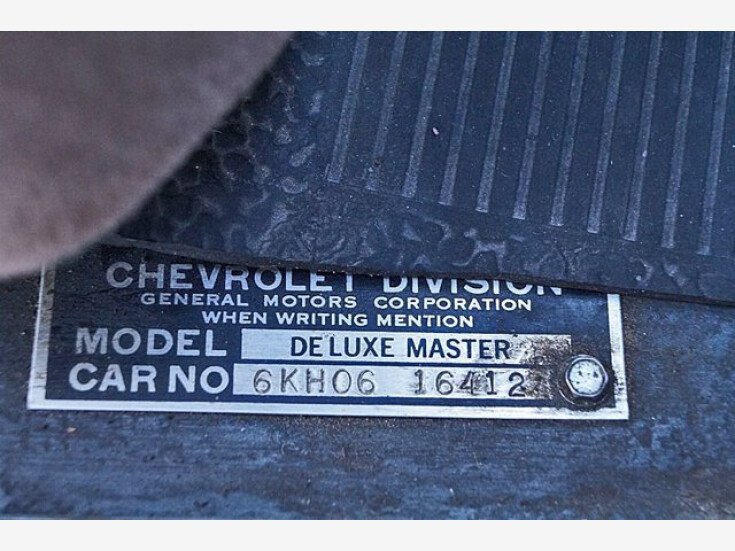 CHEVROLET DIVISION
GENERAL MOTORS CORPORATION
WHEN WRITING MENTION
MODEL DE LUXE MASTER
CAR NO 6KH06 16412